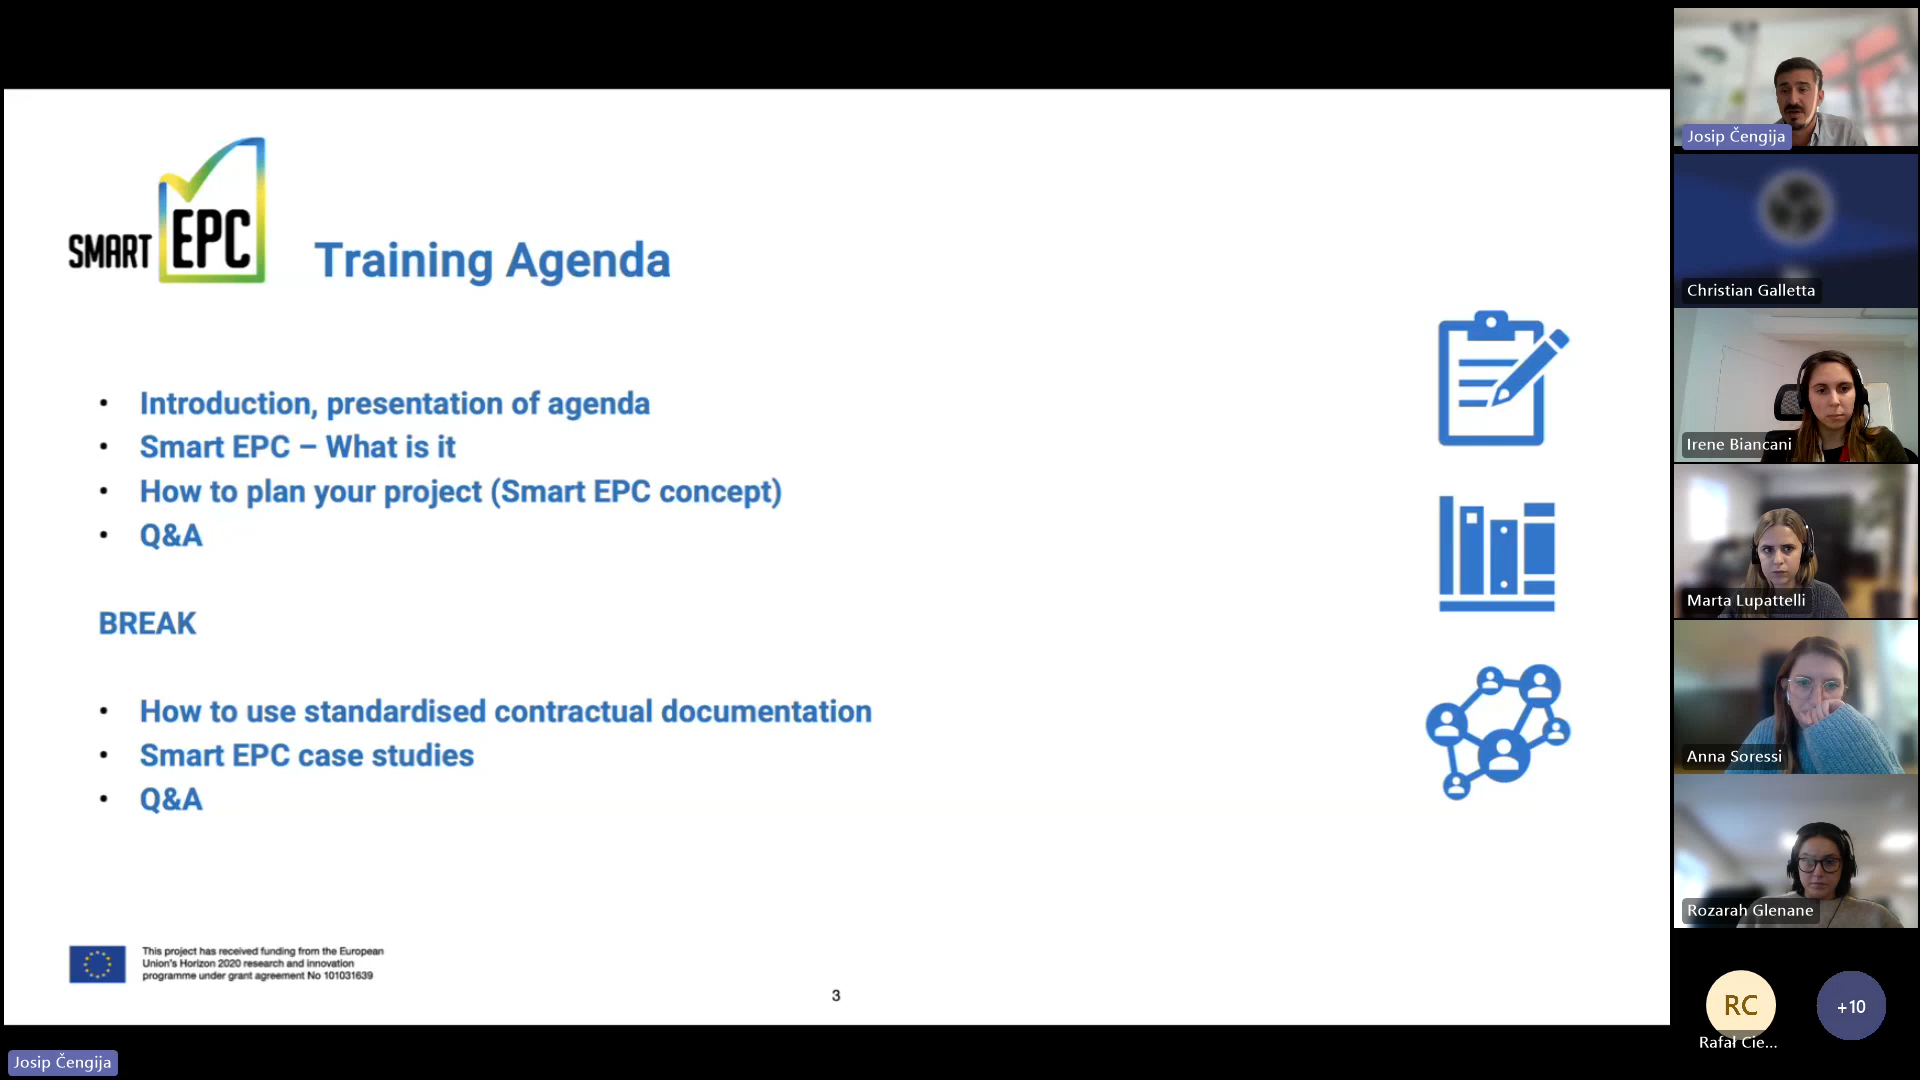 SMART EPC
Training Agenda
• Introduction, presentation of agenda
• Smart EPC – What is it
• How to plan your project (Smart EPC concept)
• Q&A
BREAK
• How to use standardised contractual documentation
• Smart EPC case studies
• Q&A
This project has received funding from the European
Union's Horizon 2020 research and innovation
programme under grant agreement No 101031639
3
Josip Čengija
Josip Čengija
Christian Galletta
Irene Biancani
Marta Lupattelli
Anna Soressi
Rozarah Glenane
RC
Rafał Cie...
+10